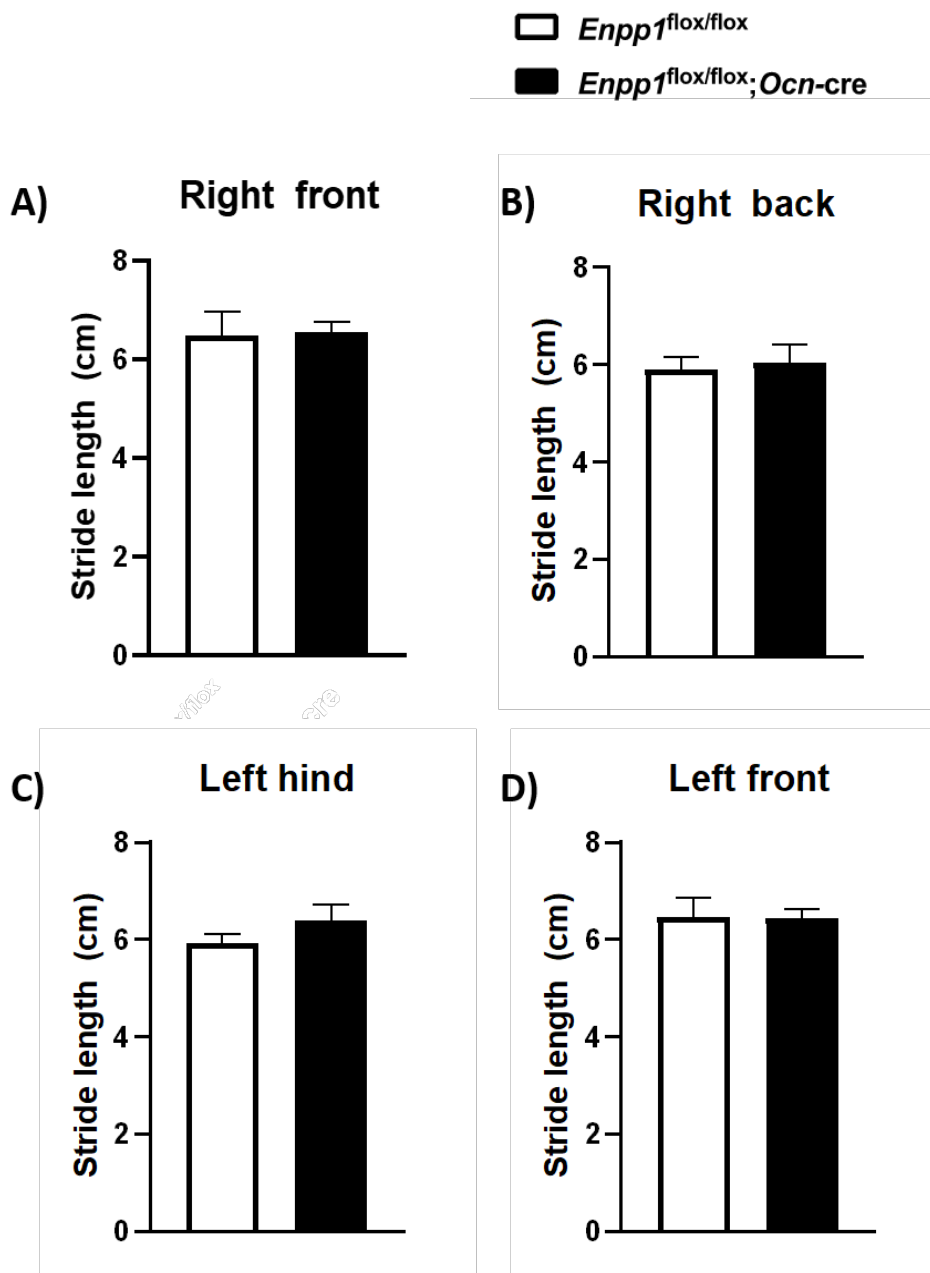 Enpp1flox/flox
Enpp1flox/flox;Ocn-cre
A)
Right front
8
6
4
2
0
Stride length (cm)
x/flox
cre
B)
Right back
8
6
4
2
0
Stride length (cm)
C)
Left hind
8
6
4
2
0
Stride length (cm)
D)
Left front
8
6
4
2
0
Stride length (cm)